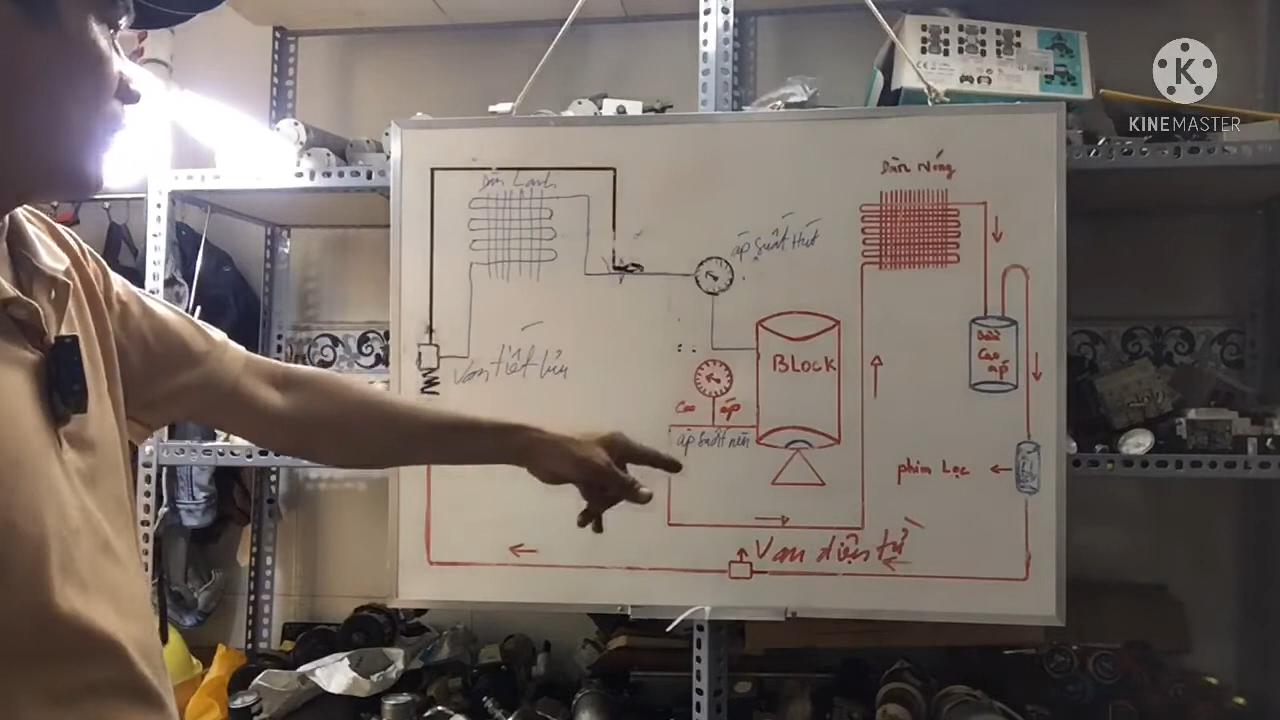 K
KINEMASTER
Dàn Nóng
Dàn Lạnh
áp suất Hút
BLOCK
Cao áp
áp suất nén
Bầu
Cao
áp
Van tiết lưu
phin Lọc
Van điện từ